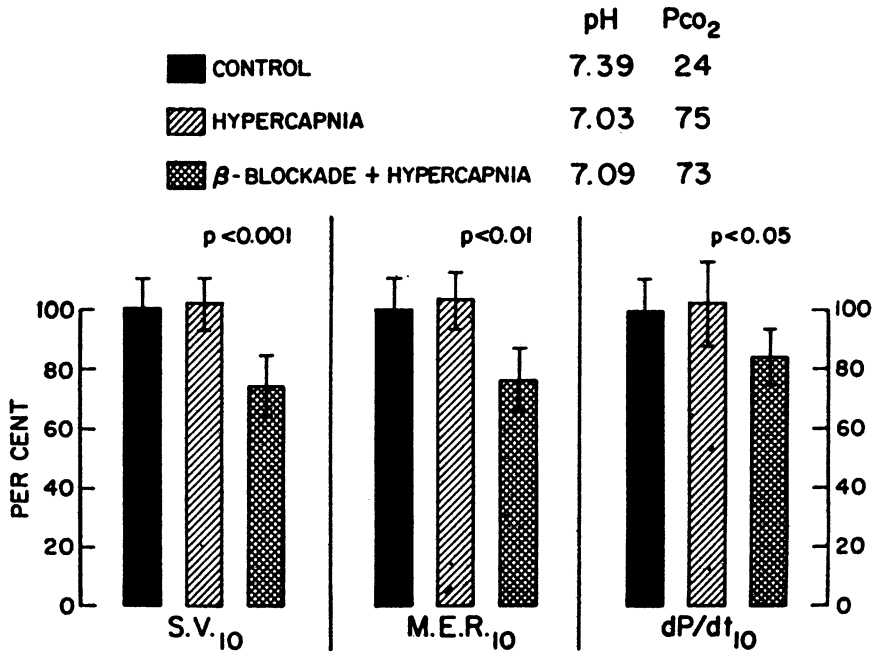 pH Pco2
CONTROL 7.39 24
HYPERCAPNIA 7.03 75
β-BLOCKADE + HYPERCAPNIA 7.09 73
p<0.001 p<0.01 p<0.05
100 100
80 80
60 60
40 40
20 20
0 0
PER CENT
S.V.10 M.E.R.10 dP/dt10